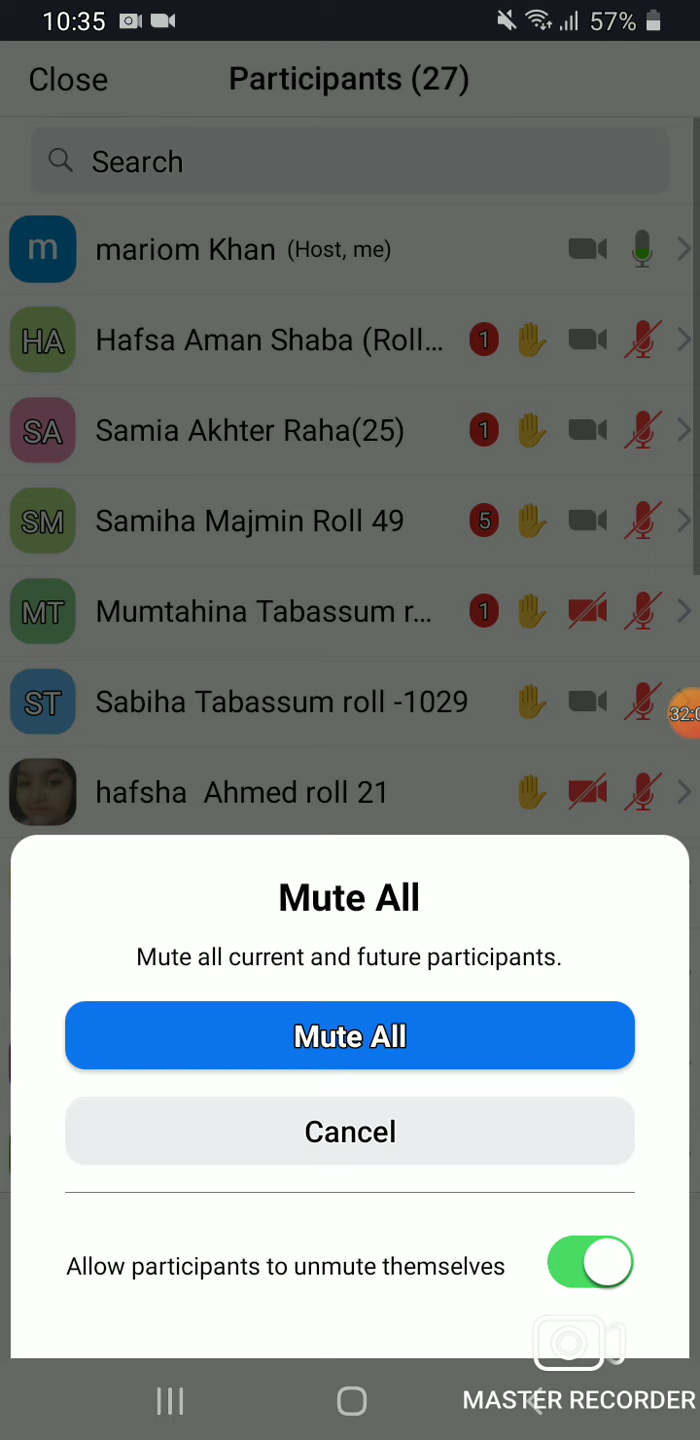 10:35 57%
Close Participants (27)
Search
m mariom Khan (Host, me)
HA Hafsa Aman Shaba (Roll... 1
SA Samia Akhter Raha(25) 1
SM Samiha Majmin Roll 49 5
MT Mumtahina Tabassum r... 1
ST Sabiha Tabassum roll -1029
32:0
hafsha Ahmed roll 21
Mute All
Mute all current and future participants.
Mute All
Cancel
Allow participants to unmute themselves
MASTER RECORDER